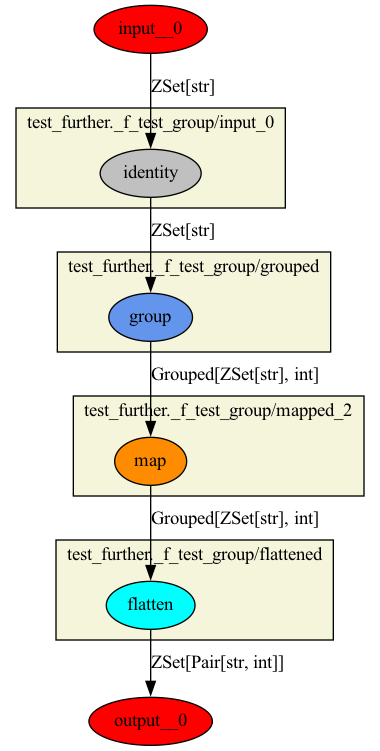 input__0
ZSet[str]
test_further._f_test_group/input_0
identity
ZSet[str]
test_further._f_test_group/grouped
group
Grouped[ZSet[str], int]
test_further._f_test_group/mapped_2
map
Grouped[ZSet[str], int]
test_further._f_test_group/flattened
flatten
ZSet[Pair[str, int]]
output__0